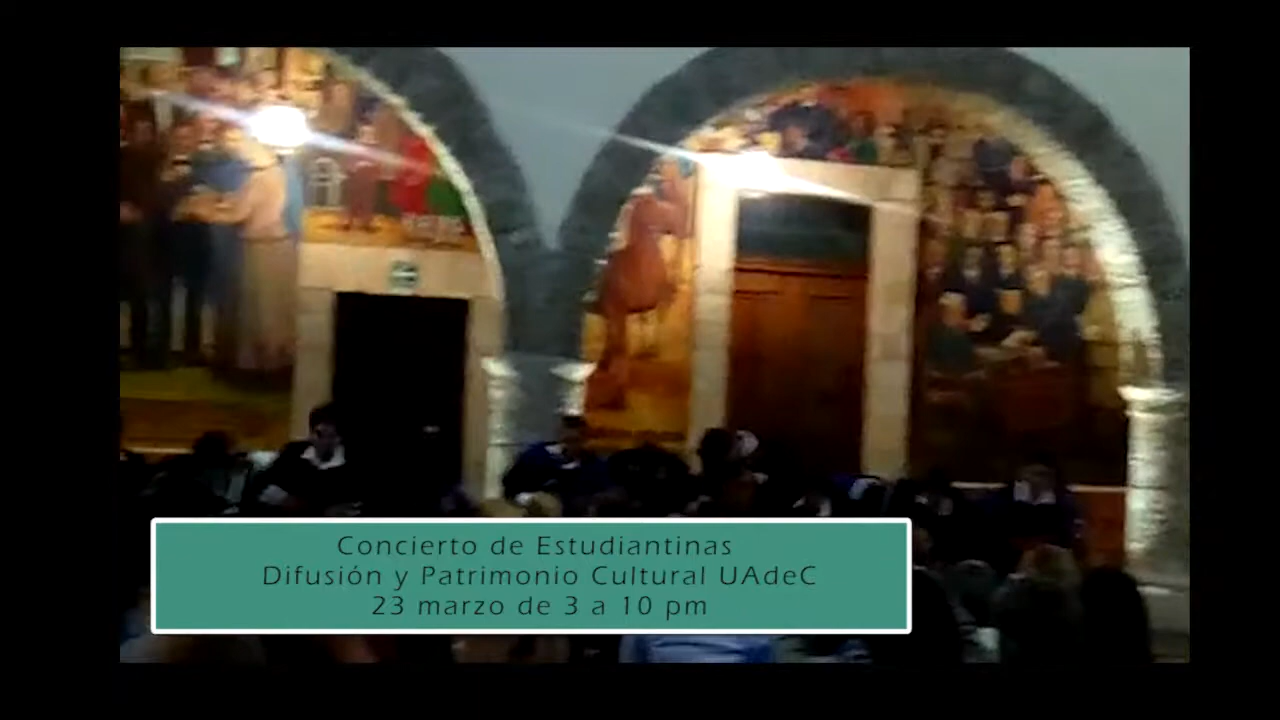 Concierto de Estudiantinas
Difusión y Patrimonio Cultural UAdeC
23 marzo de 3 a 10 pm